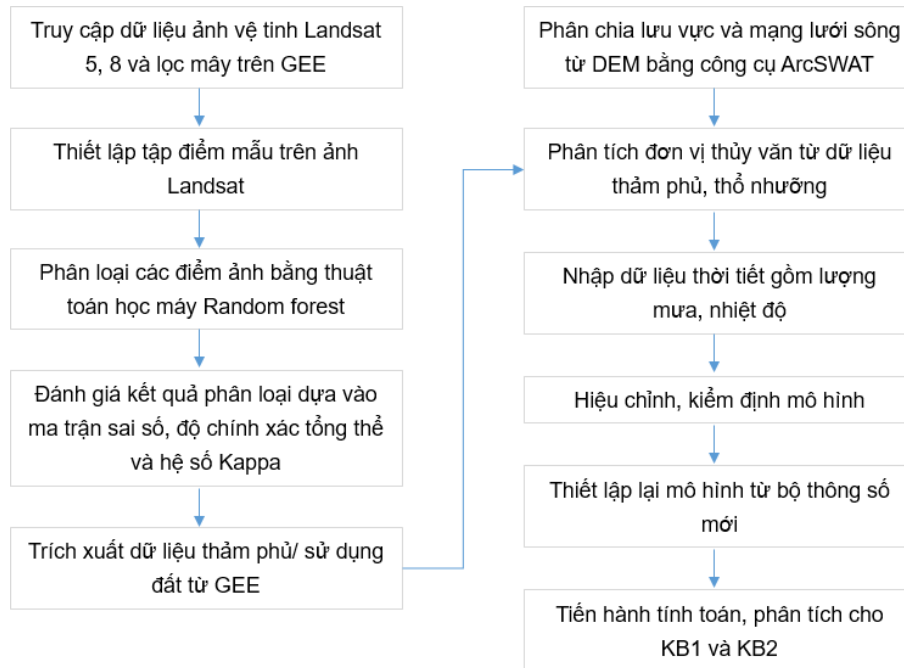 Truy cập dữ liệu ảnh vệ tinh Landsat
5, 8 và lọc mây trên GEE
Thiết lập tập điểm mẫu trên ảnh
Landsat
Phân loại các điểm ảnh bằng thuật
toán học máy Random forest
Đánh giá kết quả phân loại dựa vào
ma trận sai số, độ chính xác tổng thể
và hệ số Kappa
Trích xuất dữ liệu thảm phủ/ sử dụng
đất từ GEE
Phân chia lưu vực và mạng lưới sông
từ DEM bằng công cụ ArcSWAT
Phân tích đơn vị thủy văn từ dữ liệu
thảm phủ, thổ nhưỡng
Nhập dữ liệu thời tiết gồm lượng
mưa, nhiệt độ
Hiệu chỉnh, kiểm định mô hình
Thiết lập lại mô hình từ bộ thông số
mới
Tiến hành tính toán, phân tích cho
KB1 và KB2